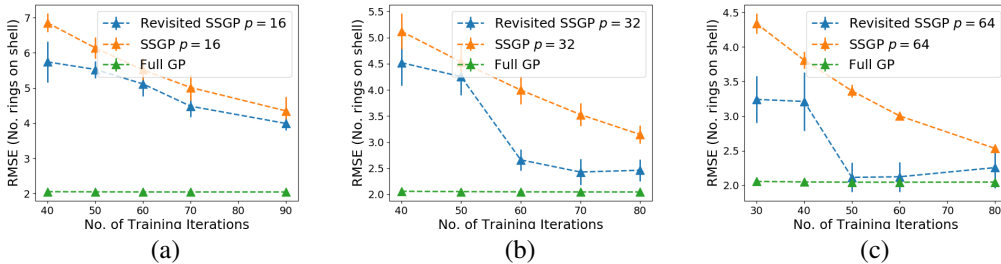 RMSE (No. rings on shell)
7
6
5
4
3
2
Revisited SSGP p = 16
SSGP p = 16
Full GP
40 50 60 70 80 90
No. of Training Iterations
(a)
RMSE (No. rings on shell)
5.5
5.0
4.5
4.0
3.5
3.0
2.5
2.0
Revisited SSGP p = 32
SSGP p = 32
Full GP
40 50 60 70 80
No. of Training Iterations
(b)
RMSE (No. rings on shell)
4.5
4.0
3.5
3.0
2.5
2.0
Revisited SSGP p = 64
SSGP p = 64
Full GP
30 40 50 60 70 80
No. of Training Iterations
(c)